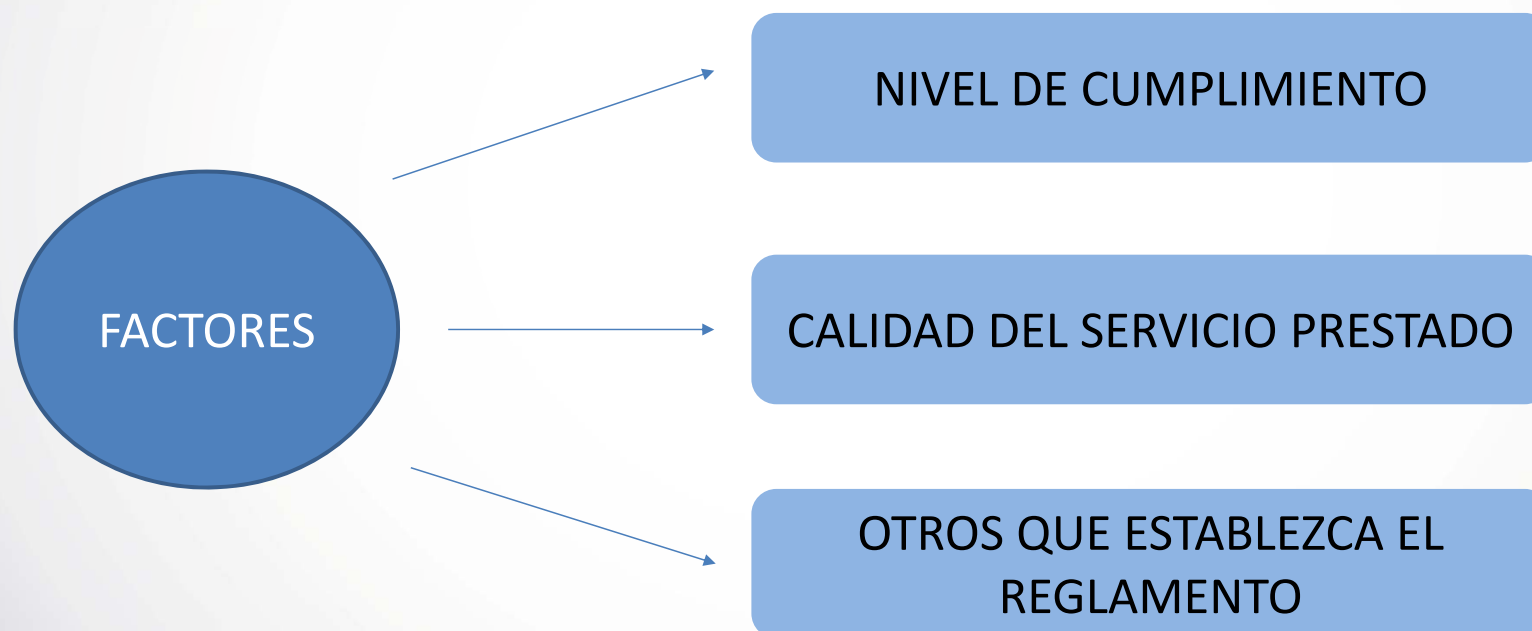 NIVEL DE CUMPLIMIENTO
FACTORES
CALIDAD DEL SERVICIO PRESTADO
OTROS QUE ESTABLEZCA EL
REGLAMENTO